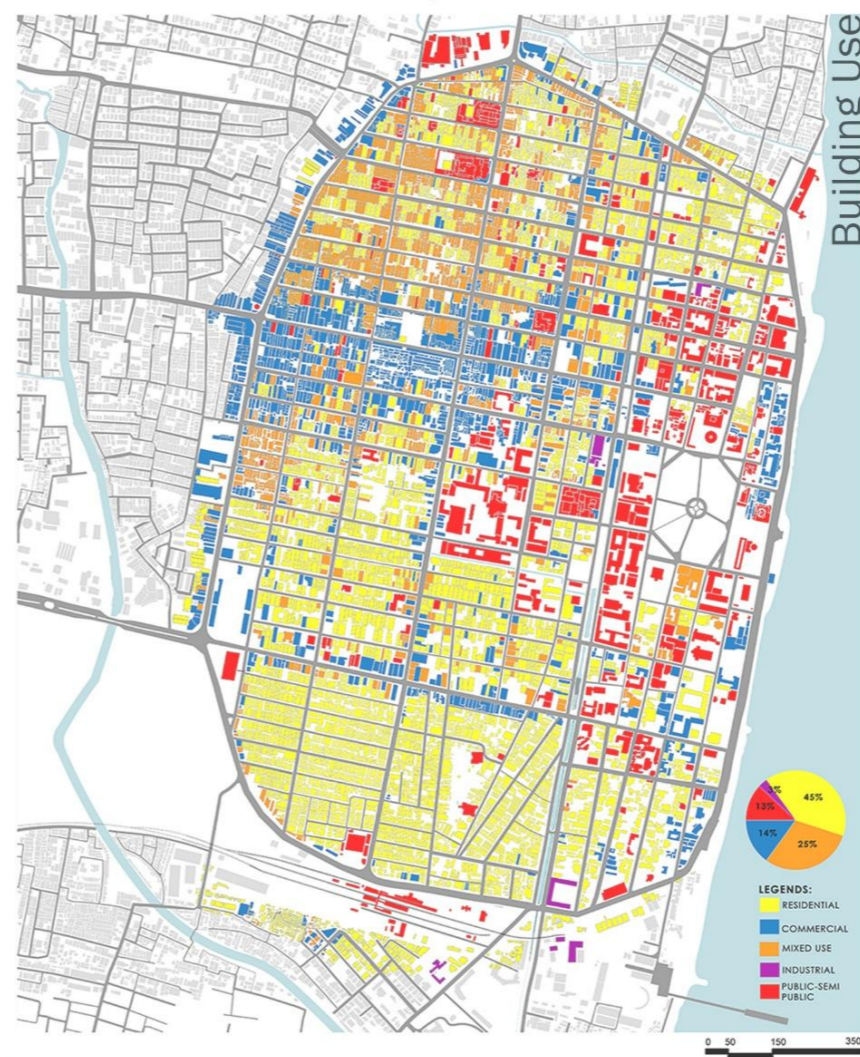 Building Use
3%
45%
13%
14%
25%
LEGENDS:
RESIDENTIAL
COMMERCIAL
MIXED USE
INDUSTRIAL
PUBLIC-SEMI
PUBLIC
0 50 150 350